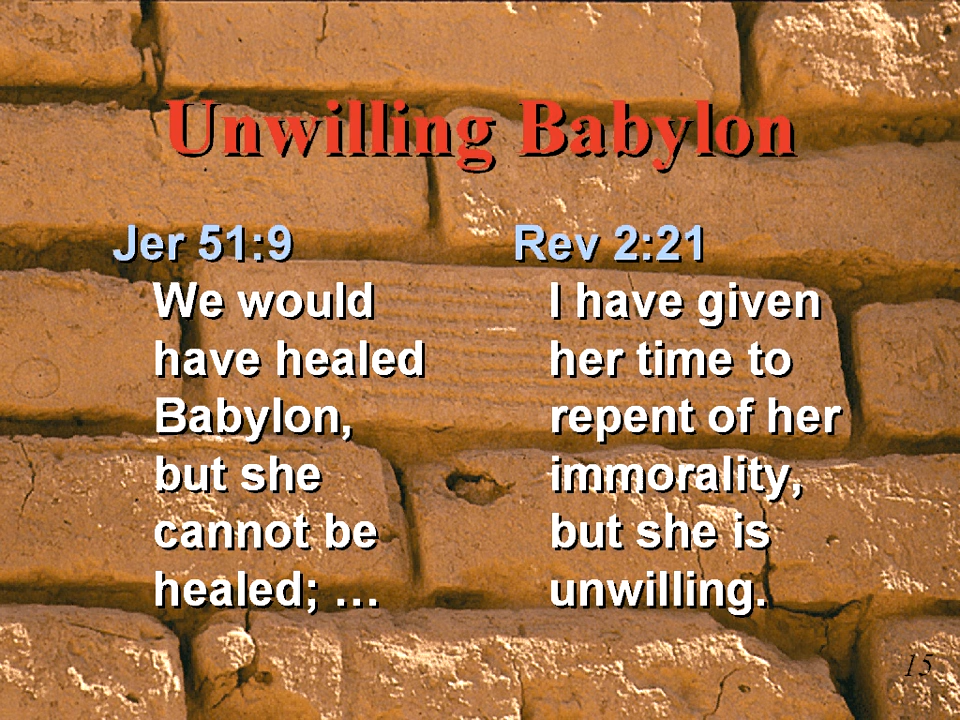 Unwilling Babylon
Jer 51:9
We would
have healed
Babylon,
but she
cannot be
healed; …
Rev 2:21
I have given
her time to
repent of her
immorality,
but she is
unwilling.
15